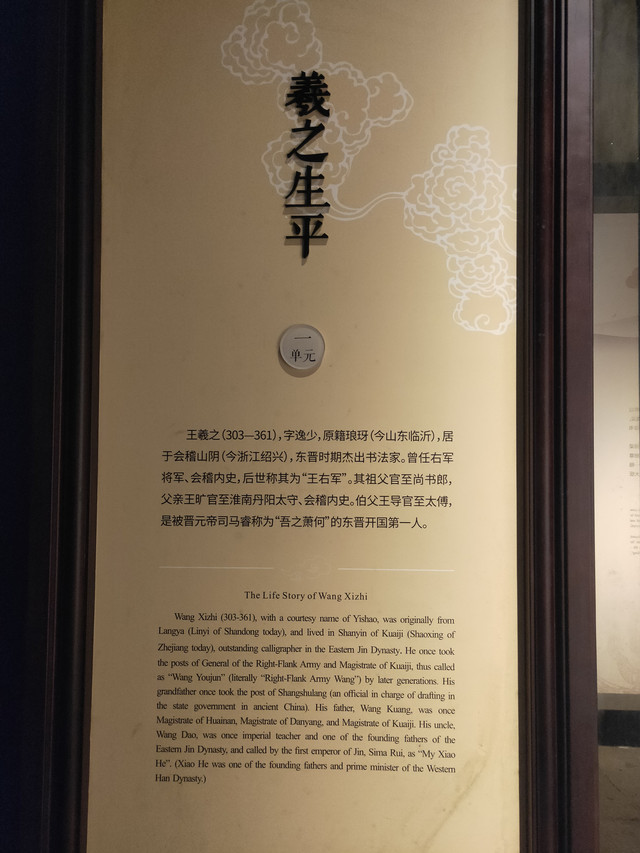 羲之生平
一
单元
王羲之(303—361),字逸少,原籍琅玡(今山东临沂),居
于会稽山阴(今浙江绍兴),东晋时期杰出书法家。曾任右军
将军、会稽内史,后世称其为“王右军”。其祖父官至尚书郎,
父亲王旷官至淮南丹阳太守、会稽内史。伯父王导官至太傅,
是被晋元帝司马睿称为“吾之萧何”的东晋开国第一人。
The Life Story of Wang Xizhi
Wang Xizhi (303-361), with a courtesy name of Yishao, was originally from
Langya (Linyi of Shandong today), and lived in Shanyin of Kuaiji (Shaoxing of
Zhejiang today), outstanding calligrapher in the Eastern Jin Dynasty. He once took
the posts of General of the Right-Flank Army and Magistrate of Kuaiji, thus called
as “Wang Youjun” (literally “Right-Flank Army Wang”) by later generations. His
grandfather once took the post of Shangshulang (an official in charge of drafting in
the state government in ancient China). His father, Wang Kuang, was once
Magistrate of Huainan, Magistrate of Danyang, and Magistrate of Kuaiji. His uncle,
Wang Dao, was once imperial teacher and one of the founding fathers of the
Eastern Jin Dynasty, and called by the first emperor of Jin, Sima Rui, as “My Xiao
He”. (Xiao He was one of the founding fathers and prime minister of the Western
Han Dynasty.)